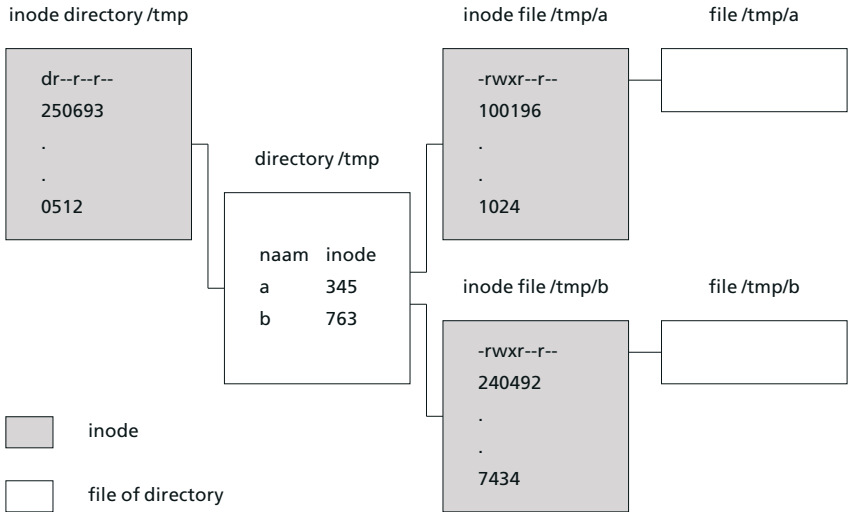 inode directory /tmp
dr--r--r--
250693
.
.
0512
directory /tmp
naam inode
a 345
b 763
inode file /tmp/a
-rwxr--r--
100196
.
.
1024
file /tmp/a
inode file /tmp/b
-rwxr--r--
240492
.
.
7434
file /tmp/b
inode
file of directory